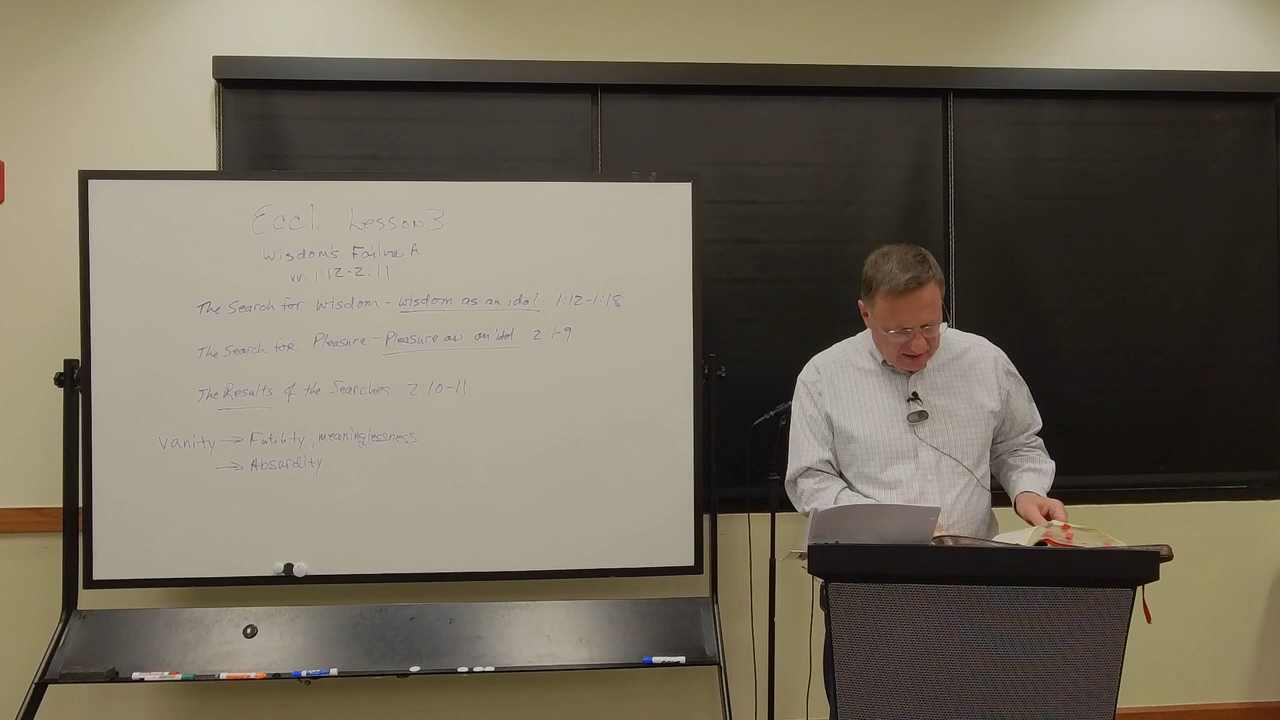 Eccl. Lesson 3
Wisdom's Failure A
vv. 1:12-2:11
The Search for Wisdom - wisdom as an idol 1:12-1:18
The Search for Pleasure - Pleasure as an idol 2:1-9
The Results of the Searches 2:10-11
Vanity → Futility, meaninglessness
→ Absurdity